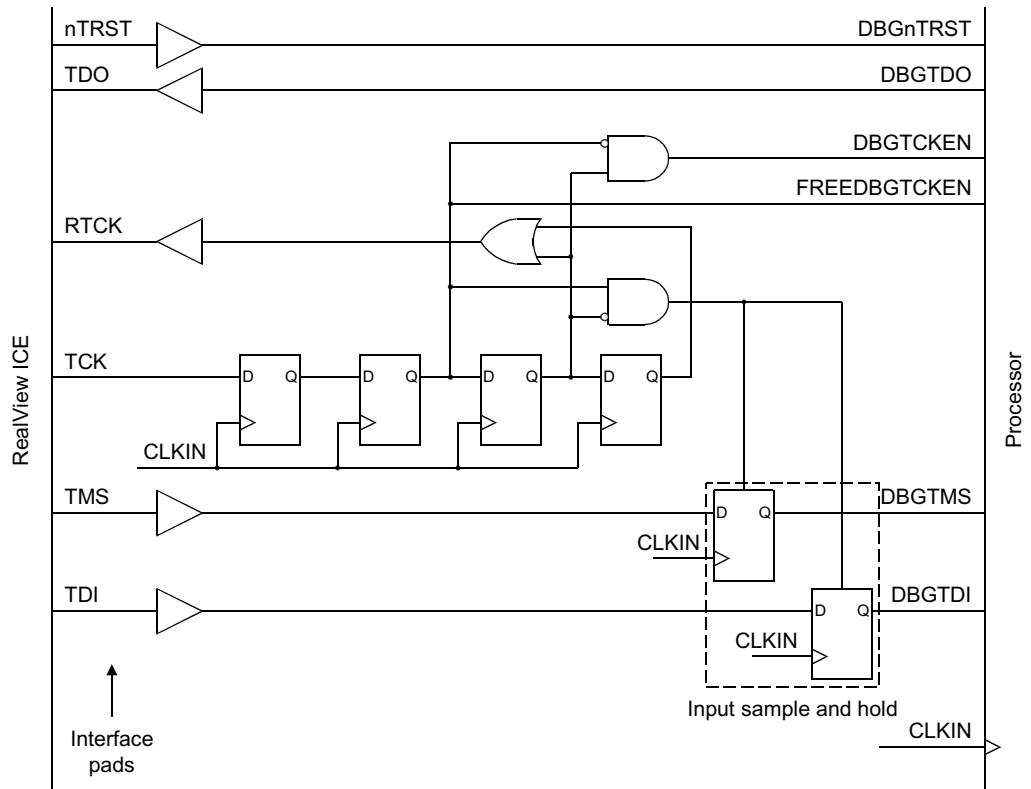 nTRST
DBGnTRST
TDO
DBGTDO
DBGTCKEN
FREEDBGTCKEN
RTCK
RealView ICE
Processor
TCK
D Q
D Q
D Q
D Q
CLKIN
TMS
D Q
DBGTMS
CLKIN
TDI
D Q
DBGTDI
CLKIN
Input sample and hold
Interface
pads
CLKIN